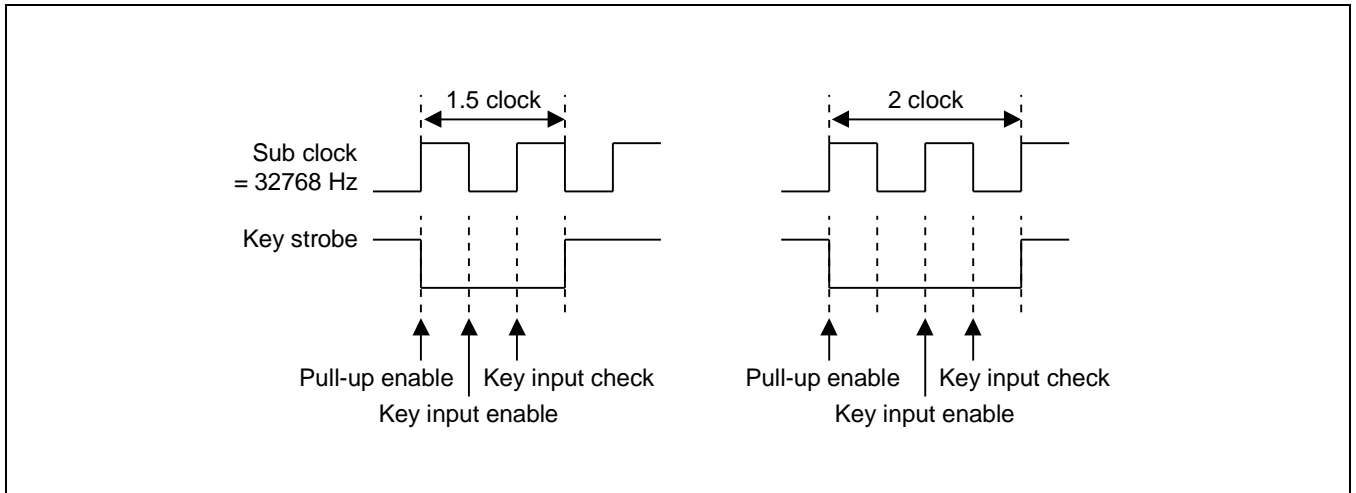 1.5 clock
2 clock
Sub clock
= 32768 Hz
Key strobe
Pull-up enable
Key input check
Key input enable
Pull-up enable
Key input check
Key input enable